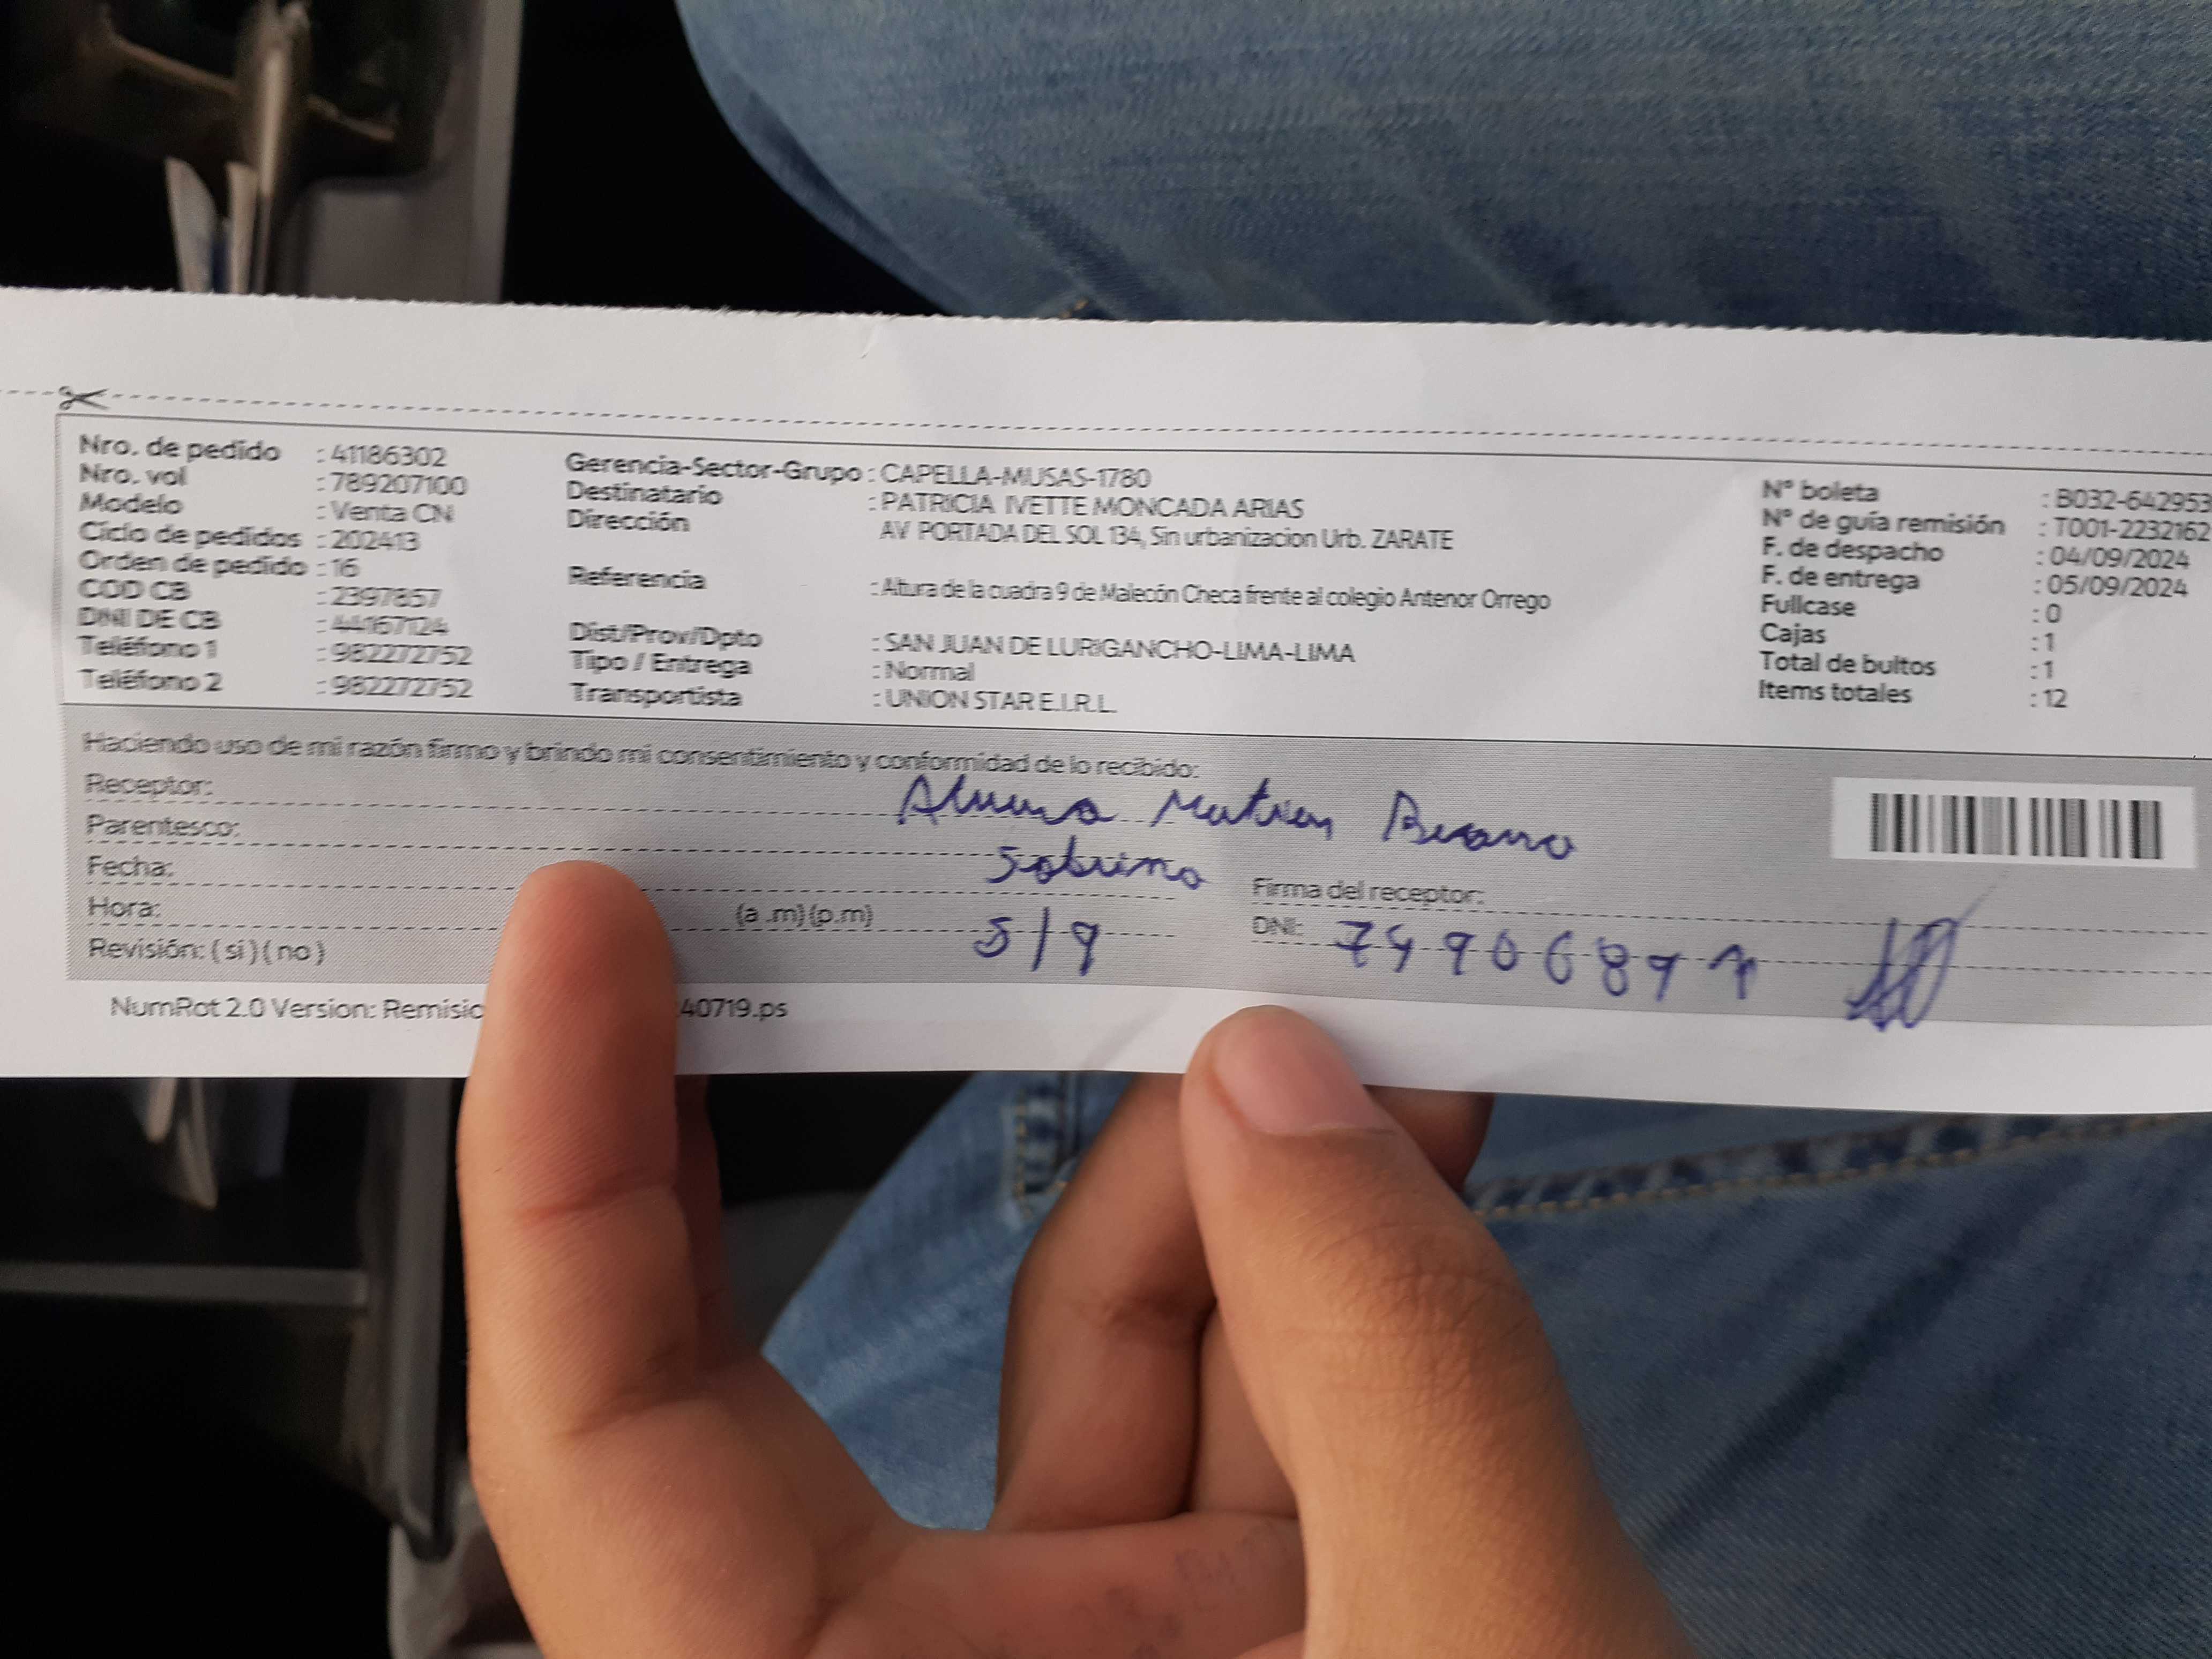 Nro. de pedido : 41186302
Nro. vol : 789207100
Modelo : Venta CN
Ciclo de pedidos : 202413
Orden de pedido : 16
COD CB : 2397857
DNI DE CB : 44167124
Teléfono 1 : 982272752
Teléfono 2 : 982272752
Gerencia-Sector-Grupo : CAPELLA-MUSAS-1780
Destinatario : PATRICIA IVETTE MONCADA ARIAS
Dirección AV PORTADA DEL SOL 134, Sin urbanizacion Urb. ZARATE
Referencia : Altura de la cuadra 9 de Malecón Checa frente al colegio Antenor Orrego
Dist/Prov/Dpto : SAN JUAN DE LURIGANCHO-LIMA-LIMA
Tipo / Entrega : Normal
Transportista : UNION STAR E.I.R.L.
N° boleta : B032-642953
N° de guía remisión : T001-2232162
F. de despacho : 04/09/2024
F. de entrega : 05/09/2024
Fullcase : 0
Cajas : 1
Total de bultos : 1
Items totales : 12
Haciendo uso de mi razón firmo y brindo mi consentimiento y conformidad de lo recibido:
Receptor:
Parentesco: Sobrino
Fecha: 5/9
Hora: (a .m)(p.m)
Revisión: ( si ) ( no )
Firma del receptor:
DNI:
NumRot 2.0 Version: Remisio 40719.ps